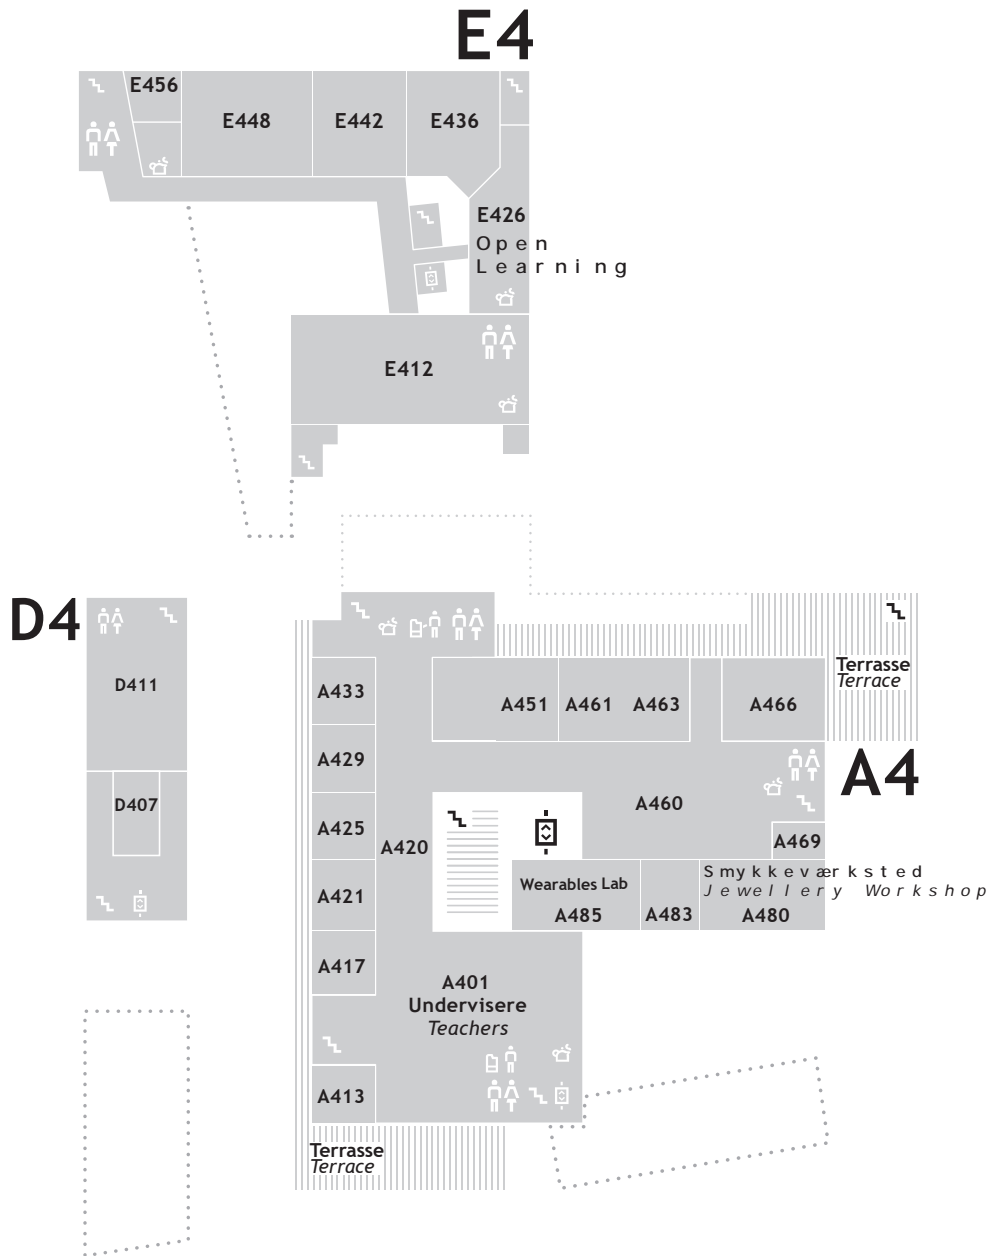 E4
E456
E448
E442
E436
E426
Open
Learning
E412
D4
D411
D407
A433
A451
A461
A463
A466
Terrasse
Terrace
A4
A429
A460
A425
A420
A469
Smykkeværksted
Jewellery Workshop
Wearables Lab
A421
A485
A483
A480
A417
A401
Undervisere
Teachers
A413
Terrasse
Terrace